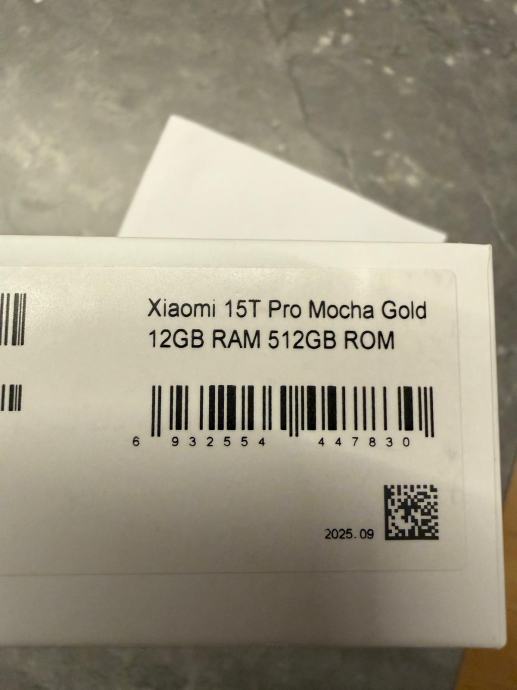 Xiaomi 15T Pro Mocha Gold
12GB RAM 512GB ROM
6 932554 447830
2025.09